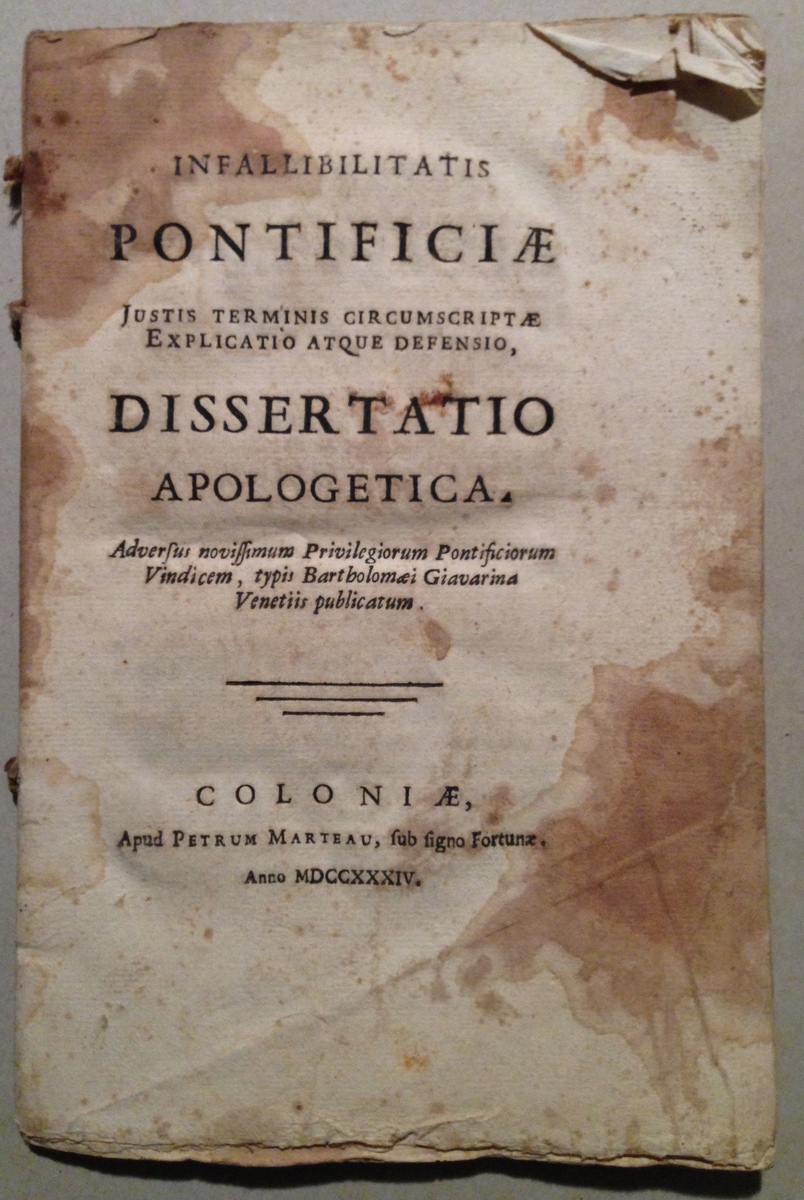 INFALLIBILITATIS
PONTIFICIÆ
JUSTIS TERMINIS CIRCUMSCRIPTÆ
EXPLICATIO ATQUE DEFENSIO,
DISSERTATIO
APOLOGETICA.
Adverſus noviſſimum Privilegiorum Pontificiorum
Vindicem, typis Bartholomæi Giavarina
Venetiis publicatum.
COLONIÆ,
Apud PETRUM MARTEAU, ſub ſigno Fortunæ.
Anno MDCCXXXIV.